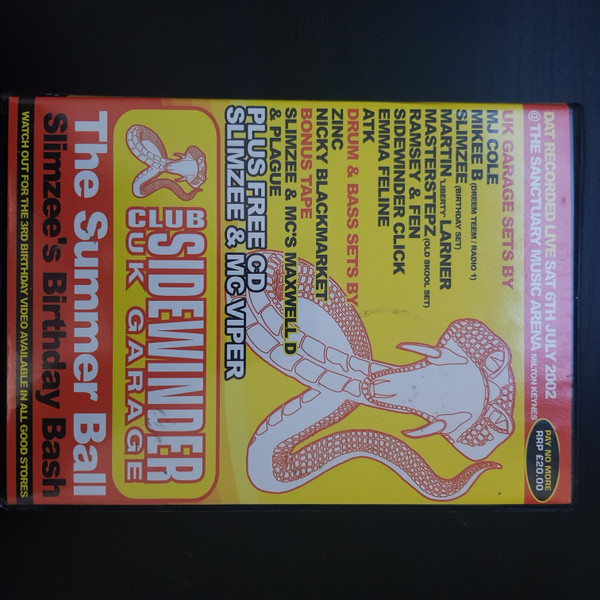 DAT RECORDED LIVE SAT 6TH JULY 2002
@ THE SANCTUARY MUSIC ARENA MILTON KEYNES
PAY NO MORE
RRP £20.00
UK GARAGE SETS BY
MJ COLE
MIKEE B (DREEM TEEM / RADIO 1)
SLIMZEE (BIRTHDAY SET)
MARTIN "LIBERTY" LARNER
MASTERSTEPZ (OLD SKOOL SET)
RAMSEY & FEN
SIDEWINDER CLICK
EMMA FELINE
ATK
DRUM & BASS SETS BY
ZINC
NICKY BLACKMARKET
BONUS TAPE
SLIMZEE & MC'S MAXWELL D
& PLAGUE
PLUS FREE CD
SLIMZEE & MC VIPER
CLUB
SIDEWINDER
UK GARAGE
The Summer Ball
Slimzee's Birthday Bash
WATCH OUT FOR THE 3RD BIRTHDAY VIDEO AVAILABLE IN ALL GOOD STORES